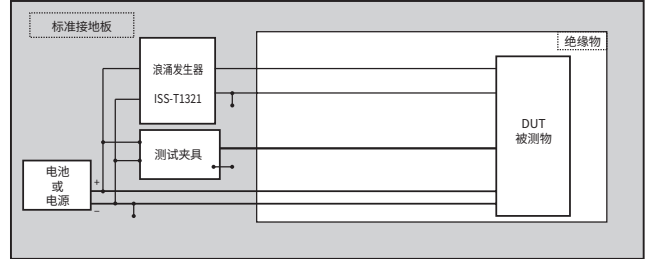 标准接地板
绝缘物
浪涌发生器
ISS-T1321
DUT
被测物
测试夹具
电池
或
电源
+
−